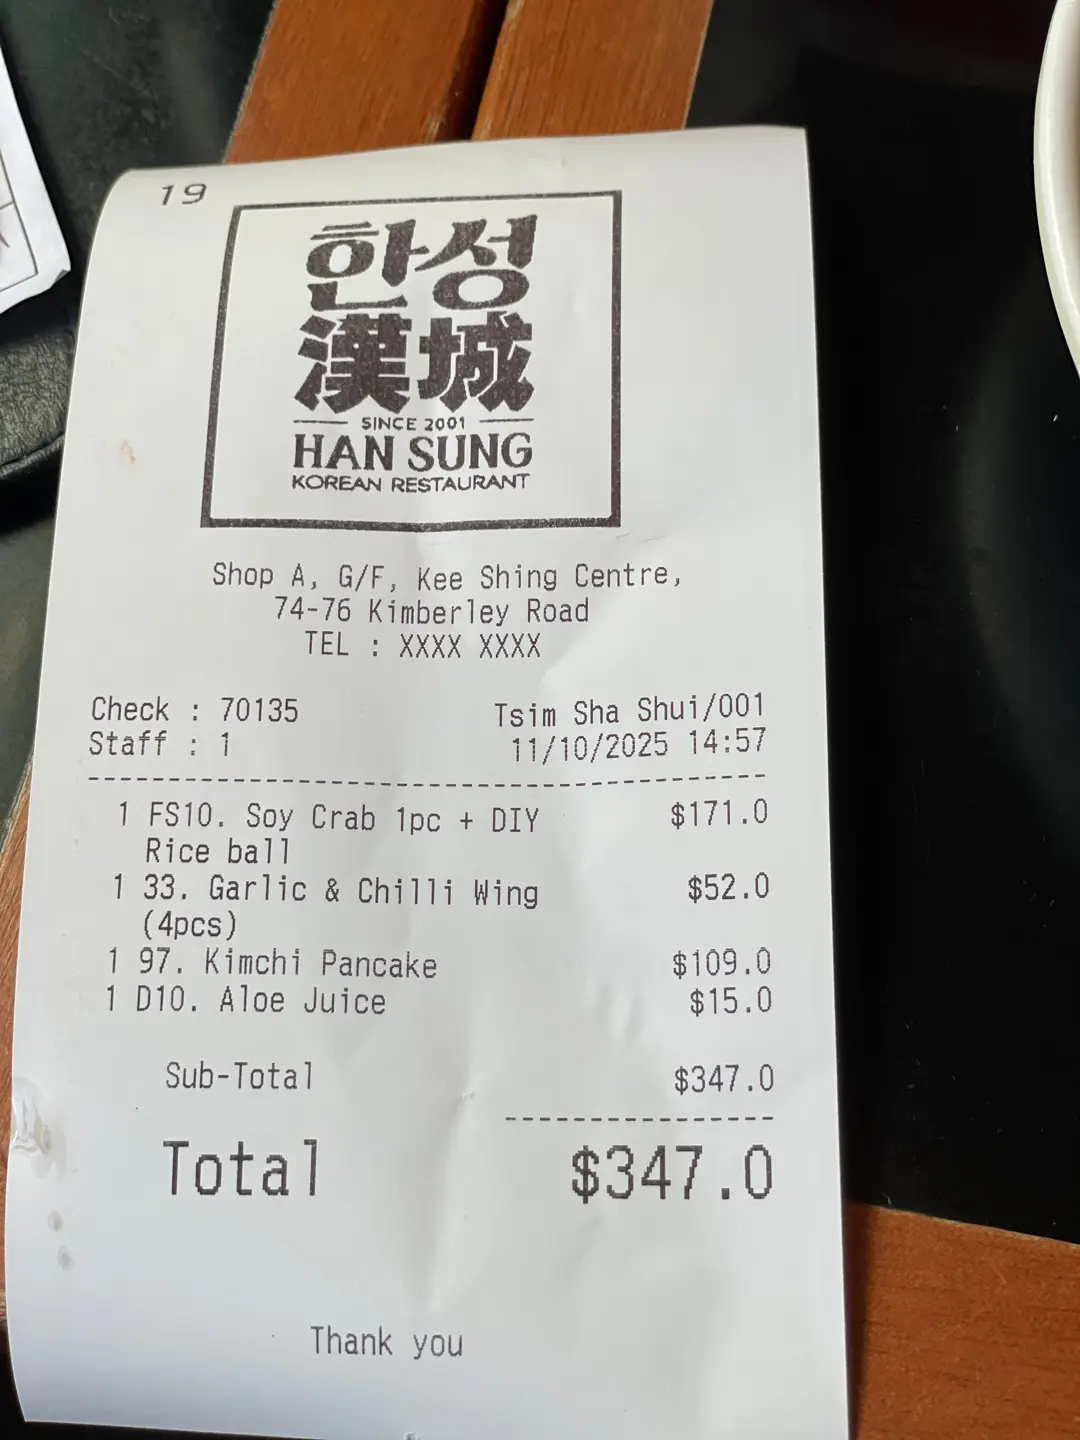 19
한성
漢城
SINCE 2001
HAN SUNG
KOREAN RESTAURANT
Shop A, G/F, Kee Shing Centre,
74-76 Kimberley Road
TEL : XXXX XXXX
Check : 70135 Tsim Sha Shui/001
Staff : 1 11/10/2025 14:57
1 FS10. Soy Crab 1pc + DIY $171.0
Rice ball
1 33. Garlic & Chilli Wing $52.0
(4pcs)
1 97. Kimchi Pancake $109.0
1 D10. Aloe Juice $15.0
Sub-Total $347.0
Total $347.0
Thank you